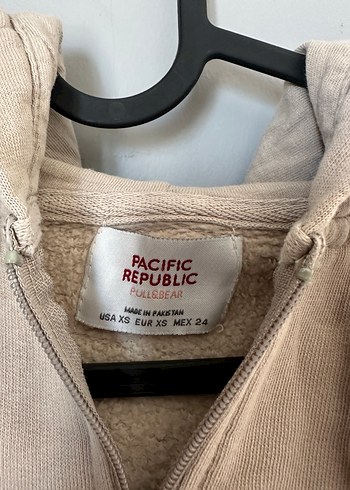 PACIFIC
REPUBLIC
PULL&BEAR
MADE IN PAKISTAN
USA XS EUR XS MEX 24